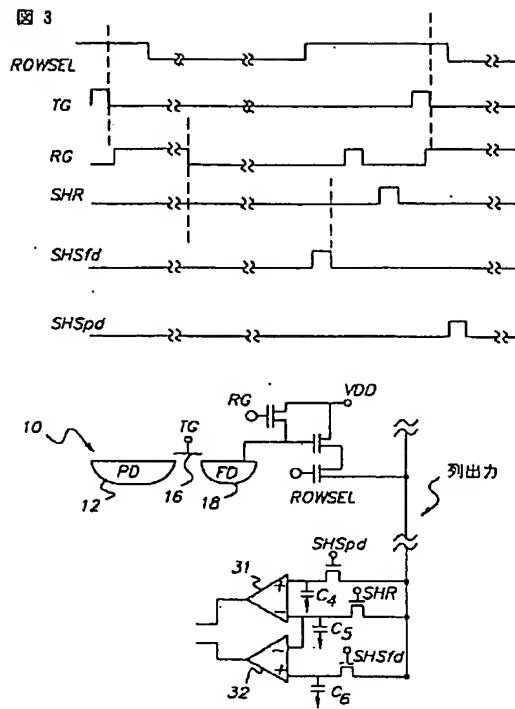 図 3
ROWSEL
TG
RG
SHR
SHSfd
SHSpd
RG
VDD
10
TG
PD
FD
12
16
18
ROWSEL
列出力
SHSpd
31
+
C4
SHR
-
C5
-
SHSfd
+
32
C6